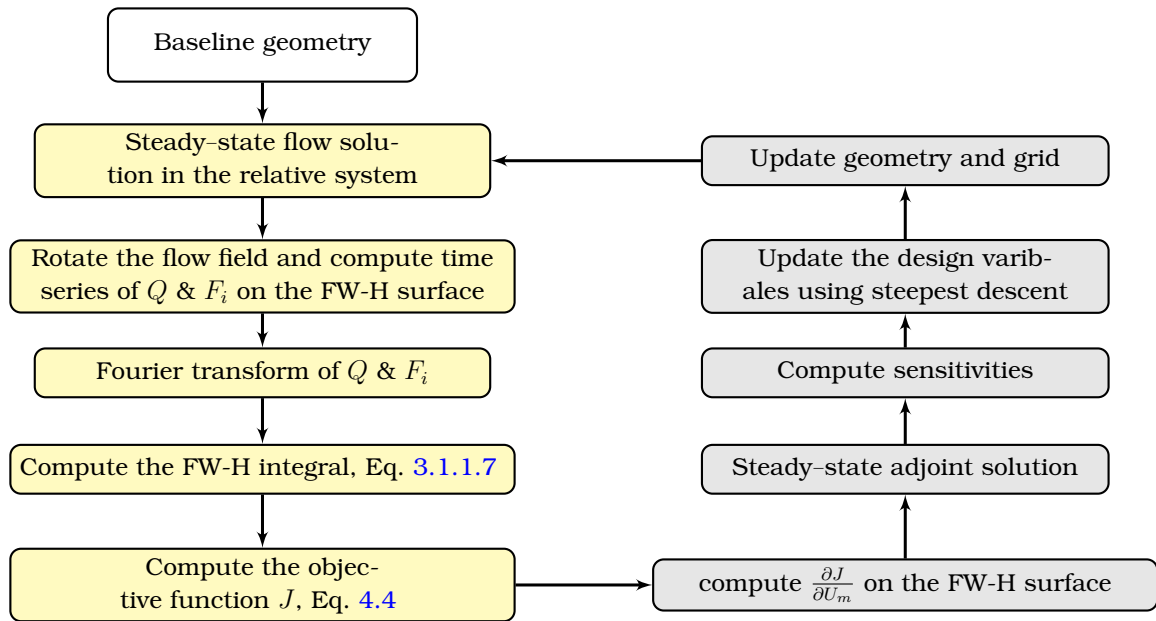 Baseline geometry
Steady–state flow solu-
tion in the relative system
Rotate the flow field and compute time
series of Q & F_i on the FW-H surface
Fourier transform of Q & F_i
Compute the FW-H integral, Eq. 3.1.1.7
Compute the objec-
tive function J, Eq. 4.4
compute ∂J/∂U_m on the FW-H surface
Steady–state adjoint solution
Compute sensitivities
Update the design varib-
ales using steepest descent
Update geometry and grid